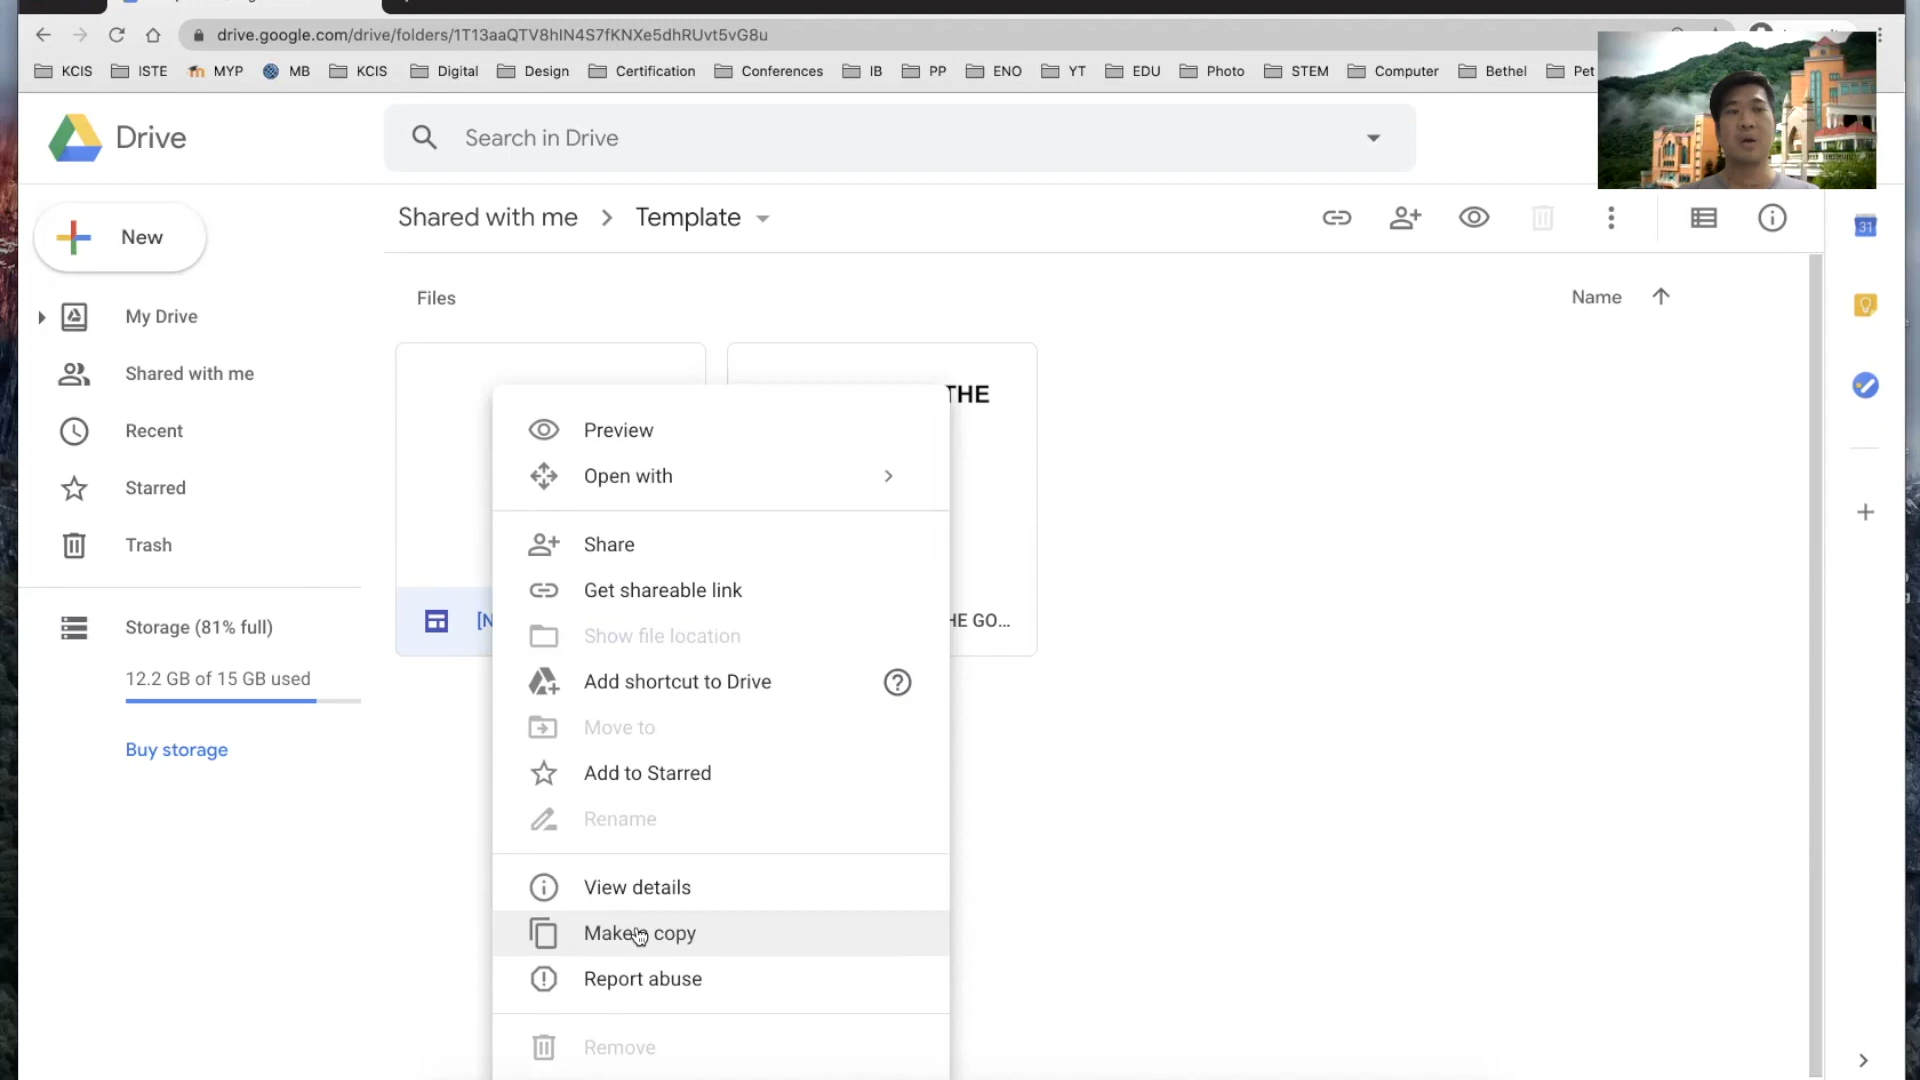 drive.google.com/drive/folders/1T13aaQTV8hIN4S7fKNXe5dhRUvt5vG8u
KCIS ISTE MYP MB KCIS Digital Design Certification Conferences IB PP ENO YT EDU Photo STEM Computer Bethel Pet
Drive
Search in Drive
New
Shared with me > Template
31
Files
Name
My Drive
Shared with me
Recent
Starred
Trash
Storage (81% full)
12.2 GB of 15 GB used
Buy storage
THE
[N
HE GO...
Preview
Open with
Share
Get shareable link
Show file location
Add shortcut to Drive
Move to
Add to Starred
Rename
View details
Make copy
Report abuse
Remove